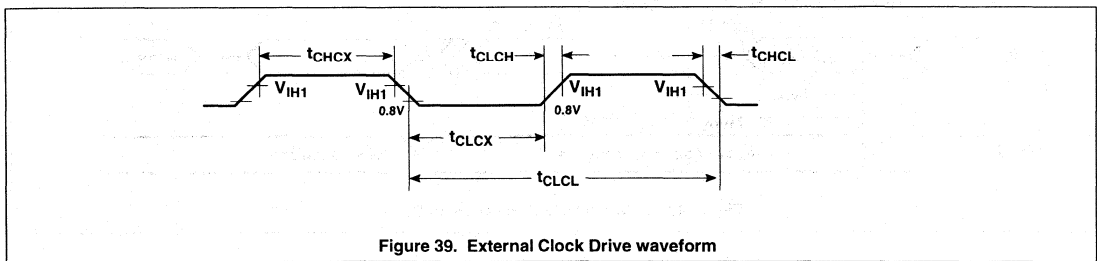 tCHCX tCLCH tCHCL
VIH1 VIH1 VIH1 VIH1
0.8V 0.8V
tCLCX
tCLCL
Figure 39. External Clock Drive waveform